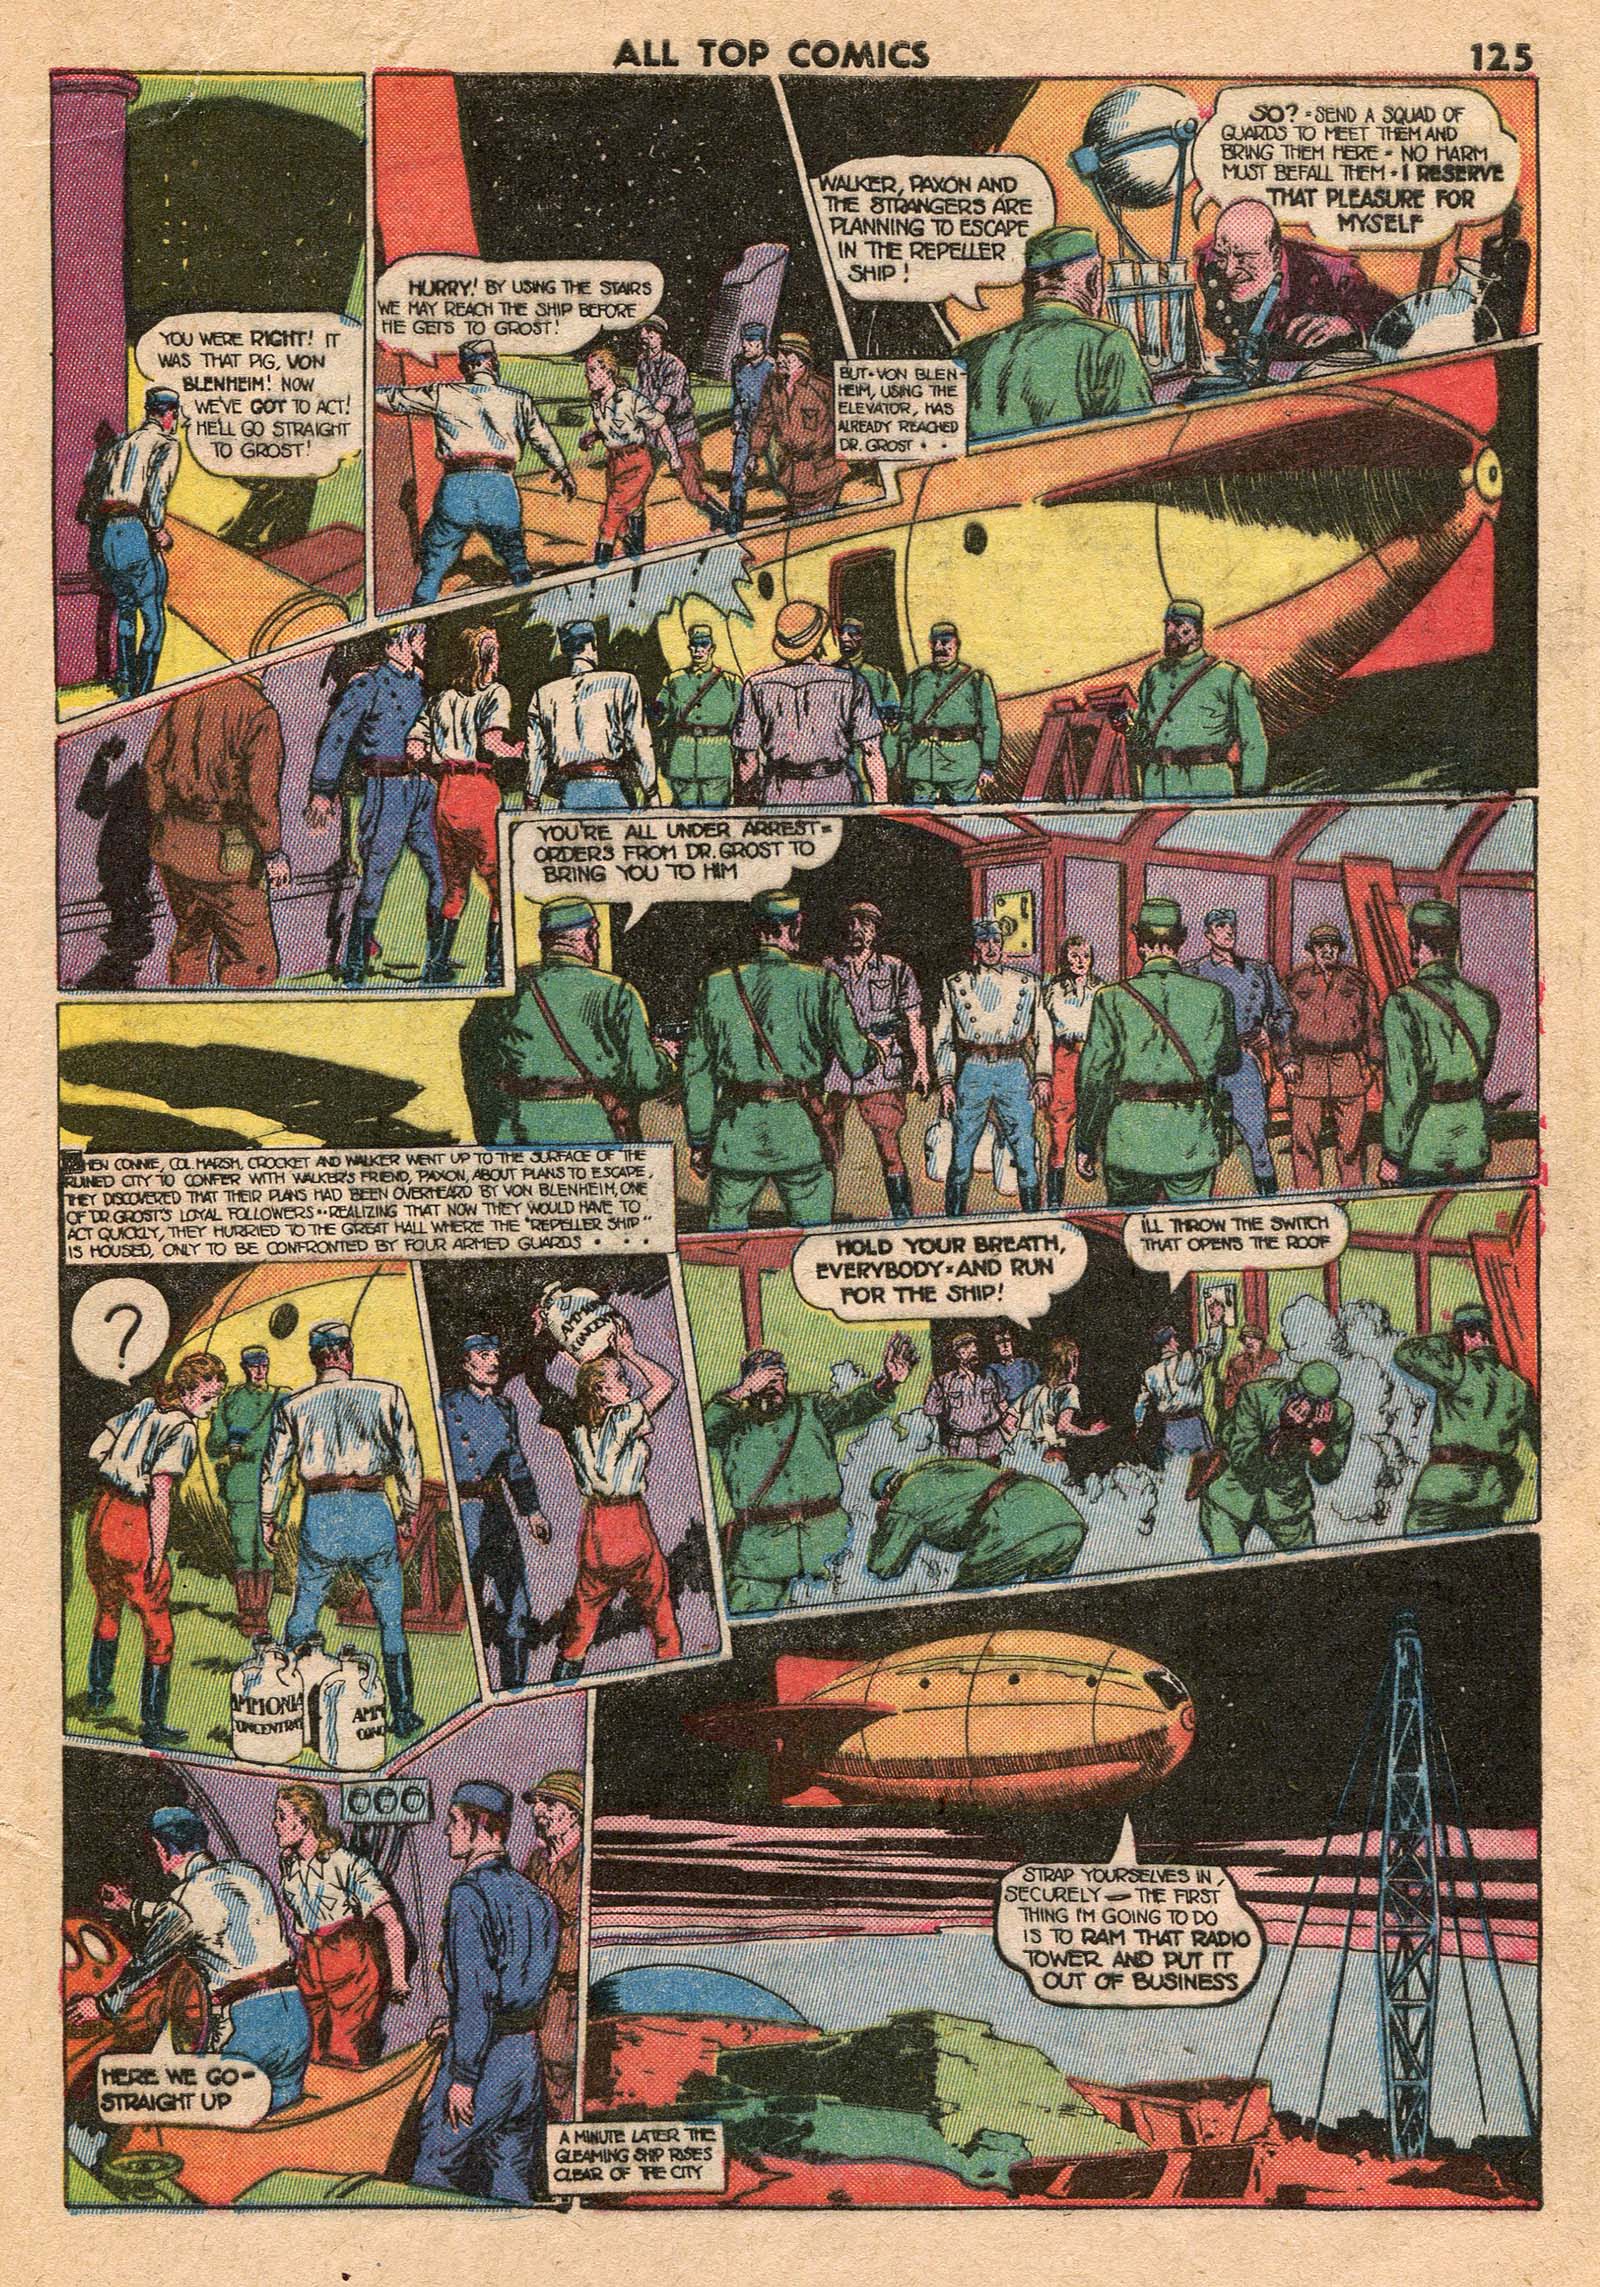 ALL TOP COMICS
125
YOU WERE RIGHT! IT
WAS THAT PIG, VON
BLENHEIM! NOW
WE'VE GOT TO ACT!
HE'LL GO STRAIGHT
TO GROST!
HURRY! BY USING THE STAIRS
WE MAY REACH THE SHIP BEFORE
HE GETS TO GROST!
BUT - VON BLEN-
HEIM, USING THE
ELEVATOR, HAS
ALREADY REACHED
DR. GROST . .
WALKER, PAXON AND
THE STRANGERS ARE
PLANNING TO ESCAPE
IN THE REPELLER
SHIP!
SO? - SEND A SQUAD OF
GUARDS TO MEET THEM AND
BRING THEM HERE - NO HARM
MUST BEFALL THEM - I RESERVE
THAT PLEASURE FOR
MYSELF
YOU'RE ALL UNDER ARREST -
ORDERS FROM DR. GROST TO
BRING YOU TO HIM
WHEN CONNIE, COL. MARSH, CROCKET AND WALKER WENT UP TO THE SURFACE OF THE
RUINED CITY TO CONFER WITH WALKER'S FRIEND, PAXON, ABOUT PLANS TO ESCAPE,
THEY DISCOVERED THAT THEIR PLANS HAD BEEN OVERHEARD BY VON BLENHEIM, ONE
OF DR. GROST'S LOYAL FOLLOWERS -- REALIZING THAT NOW THEY WOULD HAVE TO
ACT QUICKLY, THEY HURRIED TO THE GREAT HALL WHERE THE "REPELLER SHIP"
IS HOUSED, ONLY TO BE CONFRONTED BY FOUR ARMED GUARDS . . .
?
AMMONIA
CONCENTRAT
AMM
CONC
AMMON
CONCENT
HOLD YOUR BREATH,
EVERYBODY - AND RUN
FOR THE SHIP!
I'LL THROW THE SWITCH
THAT OPENS THE ROOF
HERE WE GO -
STRAIGHT UP
A MINUTE LATER THE
GLEAMING SHIP RISES
CLEAR OF THE CITY
STRAP YOURSELVES IN,
SECURELY — THE FIRST
THING I'M GOING TO DO
IS TO RAM THAT RADIO
TOWER AND PUT IT
OUT OF BUSINESS